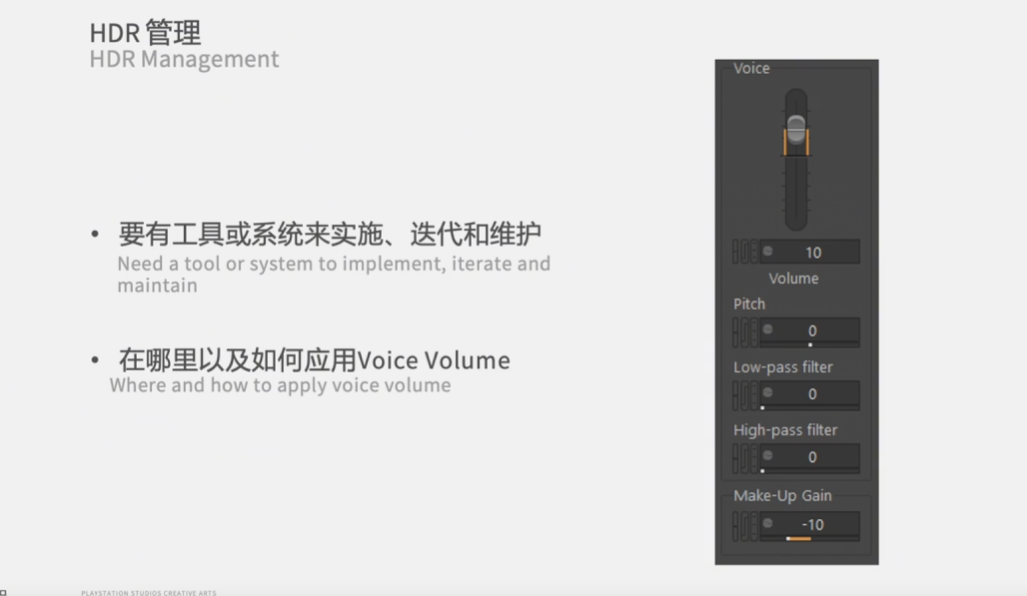 HDR 管理
HDR Management
• 要有工具或系统来实施、迭代和维护
Need a tool or system to implement, iterate and
maintain
• 在哪里以及如何应用Voice Volume
Where and how to apply voice volume
Voice
10
Volume
Pitch
0
Low-pass filter
0
High-pass filter
0
Make-Up Gain
-10
PLAYSTATION STUDIOS CREATIVE ARTS